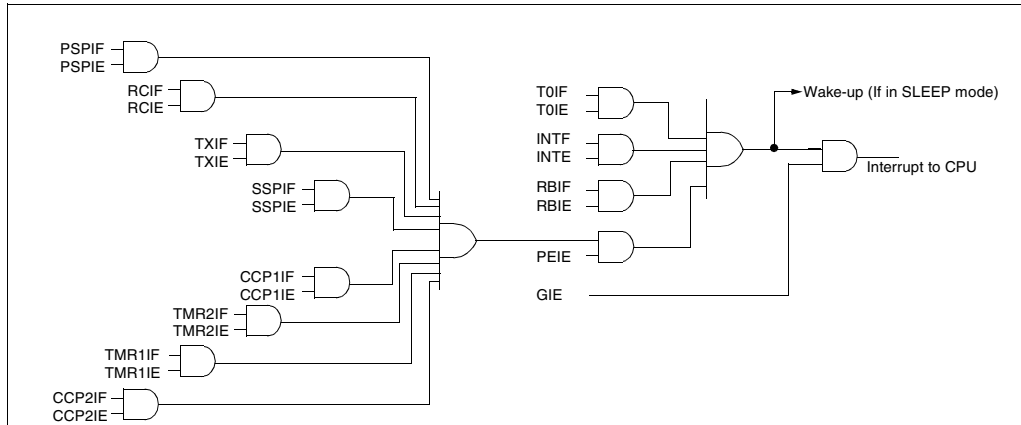 PSPIF
PSPIE
RCIF
RCIE
TXIF
TXIE
SSPIF
SSPIE
CCP1IF
CCP1IE
TMR2IF
TMR2IE
TMR1IF
TMR1IE
CCP2IF
CCP2IE
T0IF
T0IE
INTF
INTE
RBIF
RBIE
PEIE
GIE
Wake-up (If in SLEEP mode)
Interrupt to CPU